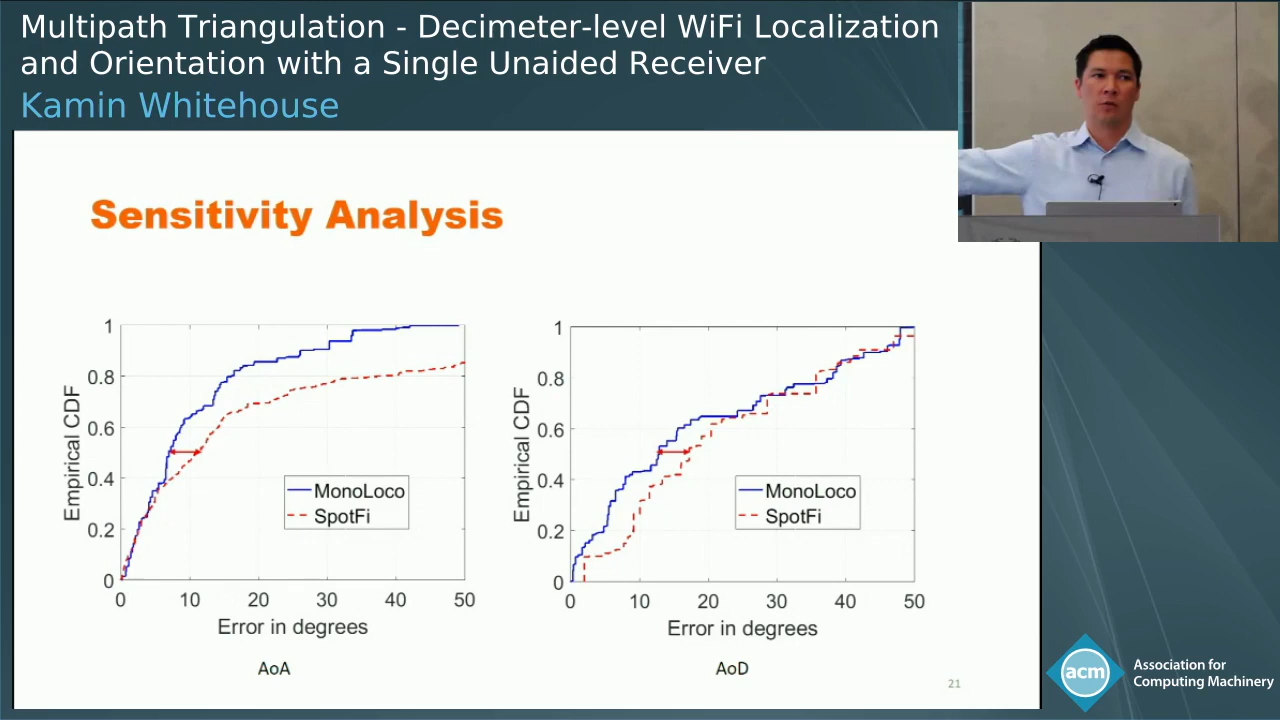 Multipath Triangulation - Decimeter-level WiFi Localization
and Orientation with a Single Unaided Receiver
Kamin Whitehouse
Sensitivity Analysis
1
0.8
0.6
0.4
0.2
0
Empirical CDF
MonoLoco
SpotFi
0 10 20 30 40 50
Error in degrees
AoA
1
0.8
0.6
0.4
0.2
0
Empirical CDF
MonoLoco
SpotFi
0 10 20 30 40 50
Error in degrees
AoD
21
acm
Association for
Computing Machinery